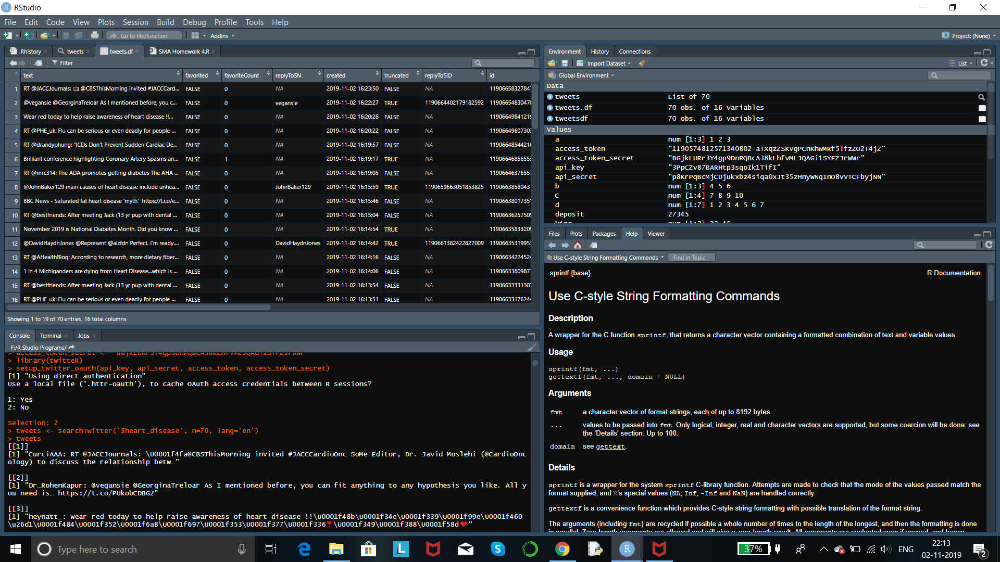 RStudio
File Edit Code View Plots Session Build Debug Profile Tools Help
Go to file/function Addins Project: (None)
.Rhistory tweets tweets.df SMA Homework 4.R
Filter
text favorited favoriteCount replyToSN created truncated replyToSID id
1 RT @JACCJournals: 📺 @CBSThisMorning invited #JACCCard... FALSE 0 NA 2019-11-02 16:23:50 FALSE NA 119066583278
2 @vegansie @GeorginaTreloar As I mentioned before, you c... FALSE 0 vegansie 2019-11-02 16:22:27 TRUE 1190664402179182592 119066548304
3 Wear red today to help raise awareness of heart disease !!... FALSE 0 NA 2019-11-02 16:20:28 FALSE NA 119066498412
4 RT @PHE_uk: Flu can be serious or even deadly for people ... FALSE 0 NA 2019-11-02 16:20:22 FALSE NA 119066496073
5 RT @drandyphung: "ICDs Don't Prevent Sudden Cardiac De... FALSE 0 NA 2019-11-02 16:19:57 FALSE NA 119066485442
6 Brilliant conference highlighting Coronary Artery Spasms an... FALSE 1 NA 2019-11-02 16:19:17 TRUE NA 119066468565
7 RT @mrc314: The ADA promotes getting diabetes The AHA ... FALSE 0 NA 2019-11-02 16:19:05 FALSE NA 119066463765
8 @JohnBaker129 main causes of heart disease include unhea... FALSE 0 JohnBaker129 2019-11-02 16:15:59 TRUE 1190659663051853825 119066385804
9 BBC News - Saturated fat heart disease 'myth' https://t.co/e... FALSE 0 NA 2019-11-02 16:15:46 FALSE NA 119066380173
10 RT @bestfriends: After meeting Jack (13 yr pup with dental ... FALSE 0 NA 2019-11-02 16:15:04 FALSE NA 119066362575
11 November 2019 is National Diabetes Month. Did you know ... FALSE 0 NA 2019-11-02 16:14:54 TRUE NA 119066358332
12 @DavidHaydnJones @Represent @alzfdn Perfect. I'm ready.... FALSE 0 DavidHaydnJones 2019-11-02 16:14:42 TRUE 1190661382422827009 119066353199
13 RT @AHealthBlog: According to research, more dietary fiber... FALSE 0 NA 2019-11-02 16:14:16 FALSE NA 119066342245
14 1 in 4 Michiganders are dying from Heart Disease...which is ... FALSE 0 NA 2019-11-02 16:14:06 FALSE NA 119066338098
15 RT @bestfriends: After meeting Jack (13 yr pup with dental ... FALSE 0 NA 2019-11-02 16:13:54 FALSE NA 119066333313
16 RT @PHE_uk: Flu can be serious or even deadly for people ... FALSE 0 NA 2019-11-02 16:13:51 FALSE NA 119066331762
Showing 1 to 19 of 70 entries, 16 total columns
Console Terminal Jobs
F:/R Studio Programs/
> library(twitteR)
> setup_twitter_oauth(api_key, api_secret, access_token, access_token_secret)
[1] "Using direct authentication"
Use a local file ('.httr-oauth'), to cache OAuth access credentials between R sessions?
1: Yes
2: No
Selection: 2
> tweets <- searchTwitter('$heart_disease', n=70, lang='en')
> tweets
[[1]]
[1] "CurciAAA: RT @JACCJournals: \U0001f4fa@CBSThisMorning invited #JACCCardioOnc SoMe Editor, Dr. Javid Moslehi (@CardioOnc
ology) to discuss the relationship betw…"
[[2]]
[1] "Dr_RohenKapur: @vegansie @GeorginaTreloar As I mentioned before, you can fit anything to any hypothesis you like. All y
ou need is… https://t.co/PUkobCDBG2"
[[3]]
[1] "heynatt_: Wear red today to help raise awareness of heart disease !!\U0001f48b\U0001f34e\U0001f339\U0001f99e\U0001f460
\u26d1\U0001f484\U0001f352\U0001f6a8\U0001f697\U0001f353\U0001f377\U0001f336❣\U0001f349\U0001f388\U0001f58d❤"
Environment History Connections
Import Dataset List
Global Environment
Data
tweets List of 70
tweets.df 70 obs. of 16 variables
tweetsdf 70 obs. of 16 variables
Values
a num [1:3] 1 2 3
access_token "1190574812571340802-aTXqzZSKVgPCnKhwMRf5lfzZO2T4jZ"
access_token_secret "BGjkLURr3Y4gp9DnRQBcA38kLhfvMLJQAGi1SYFZJrWWr"
api_key "3PpCZv87BARHtp3sqoIk1TifI"
api_secret "p8KrPqBcMjCDjukxbz4siqaOxJt35zHnyWNqInO8VVTCFbyjNN"
b num [1:3] 4 5 6
C num [1:4] 7 8 9 10
d num [1:7] 1 2 3 4 5 6 7
deposit 27345
Files Plots Packages Help Viewer
R: Use C-style String Formatting Commands Find in Topic
sprintf {base} R Documentation
Use C-style String Formatting Commands
Description
A wrapper for the C function sprintf, that returns a character vector containing a formatted combination of text and variable values.
Usage
sprintf(fmt, ...)
gettextf(fmt, ..., domain = NULL)
Arguments
fmt a character vector of format strings, each of up to 8192 bytes.
... values to be passed into fmt. Only logical, integer, real and character vectors are supported, but some coercion will be done: see
the 'Details' section. Up to 100.
domain see gettext.
Details
sprintf is a wrapper for the system sprintf C-library function. Attempts are made to check that the mode of the values passed match the
format supplied, and R's special values (NA, Inf, -Inf and NaN) are handled correctly.
gettextf is a convenience function which provides C-style string formatting with possible translation of the format string.
The arguments (including fmt) are recycled if possible a whole number of times to the length of the longest, and then the formatting is done
Type here to search
37% ENG 22:13
02-11-2019 2